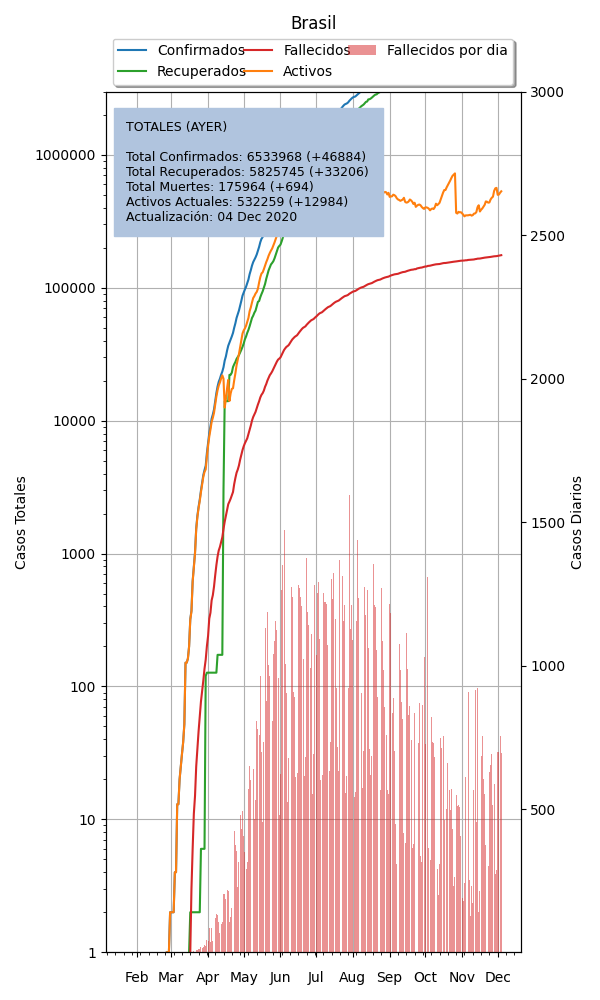 Brasil
Confirmados Fallecidos Fallecidos por dia
Recuperados Activos
TOTALES (AYER)
Total Confirmados: 6533968 (+46884)
Total Recuperados: 5825745 (+33206)
Total Muertes: 175964 (+694)
Activos Actuales: 532259 (+12984)
Actualización: 04 Dec 2020
Casos Totales
1000000
100000
10000
1000
100
10
1
3000
2500
2000
1500
1000
500
Casos Diarios
Feb Mar Apr May Jun Jul Aug Sep Oct Nov Dec